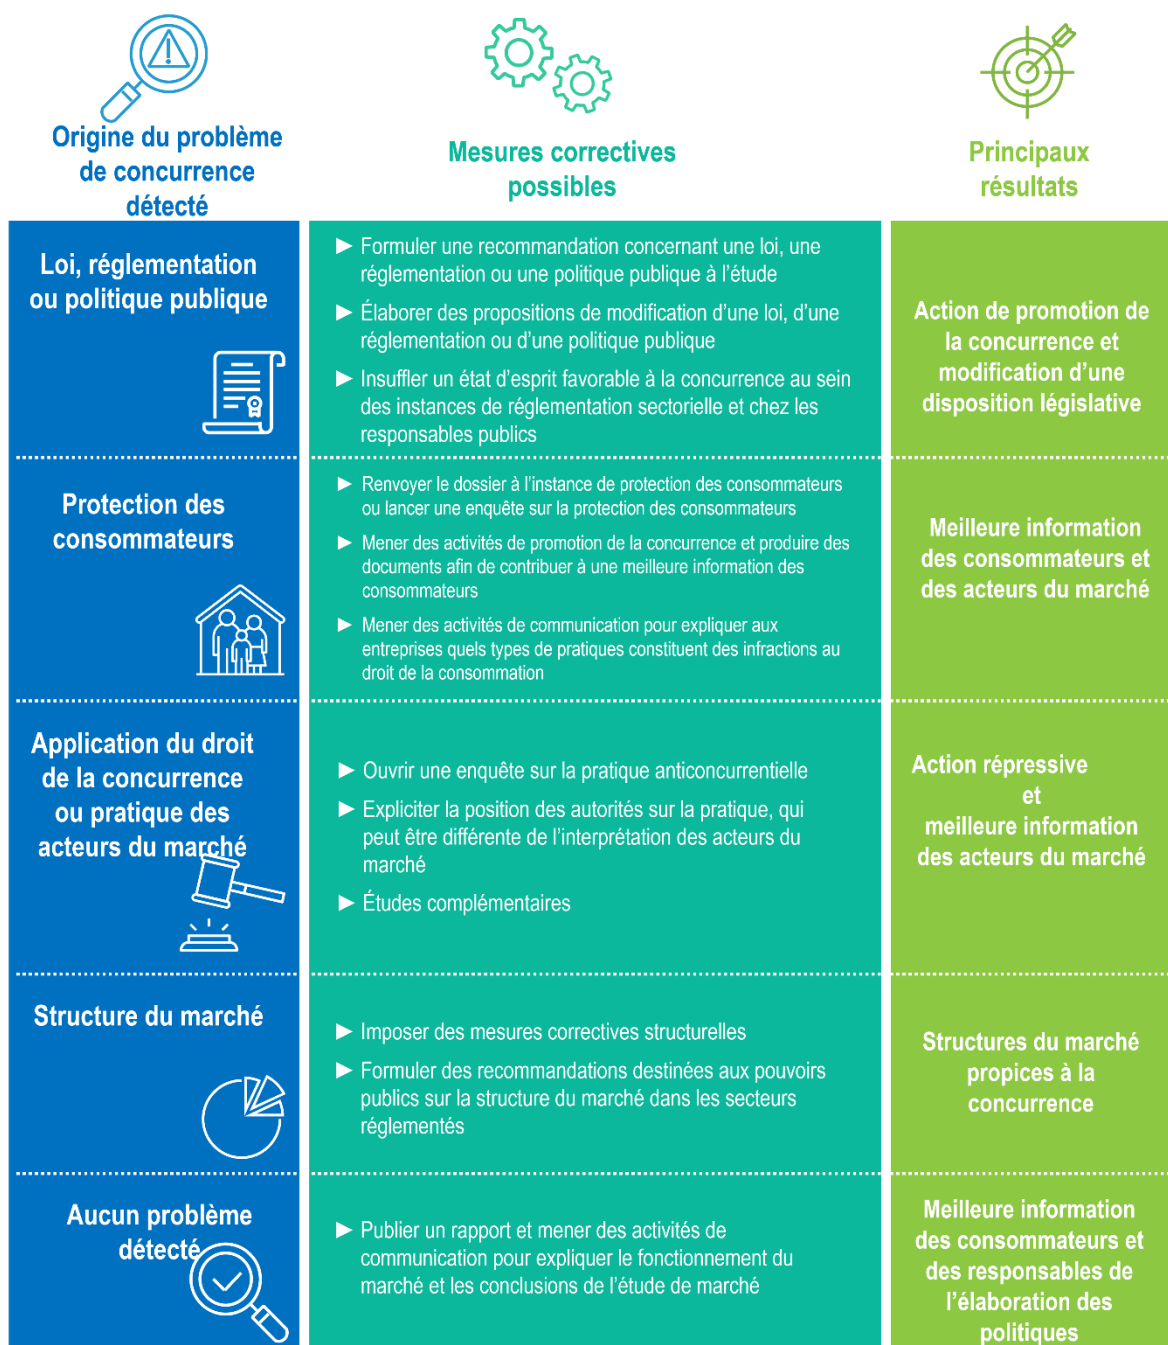 Origine du problème
de concurrence
détecté
Mesures correctives
possibles
Principaux
résultats
Loi, réglementation
ou politique publique
► Formuler une recommandation concernant une loi, une
réglementation ou une politique publique à l’étude
► Élaborer des propositions de modification d’une loi, d’une
réglementation ou d’une politique publique
► Insuffler un état d’esprit favorable à la concurrence au sein
des instances de réglementation sectorielle et chez les
responsables publics
Action de promotion de
la concurrence et
modification d’une
disposition législative
Protection des
consommateurs
► Renvoyer le dossier à l’instance de protection des consommateurs
ou lancer une enquête sur la protection des consommateurs
► Mener des activités de promotion de la concurrence et produire des
documents afin de contribuer à une meilleure information des
consommateurs
► Mener des activités de communication pour expliquer aux
entreprises quels types de pratiques constituent des infractions au
droit de la consommation
Meilleure information
des consommateurs et
des acteurs du marché
Application du droit
de la concurrence
ou pratique des
acteurs du marché
► Ouvrir une enquête sur la pratique anticoncurrentielle
► Expliciter la position des autorités sur la pratique, qui
peut être différente de l’interprétation des acteurs du
marché
► Études complémentaires
Action répressive
et
meilleure information
des acteurs du marché
Structure du marché
► Imposer des mesures correctives structurelles
► Formuler des recommandations destinées aux pouvoirs
publics sur la structure du marché dans les secteurs
réglementés
Structures du marché
propices à la
concurrence
Aucun problème
détecté
► Publier un rapport et mener des activités de
communication pour expliquer le fonctionnement du
marché et les conclusions de l’étude de marché
Meilleure information
des consommateurs et
des responsables de
l’élaboration des
politiques